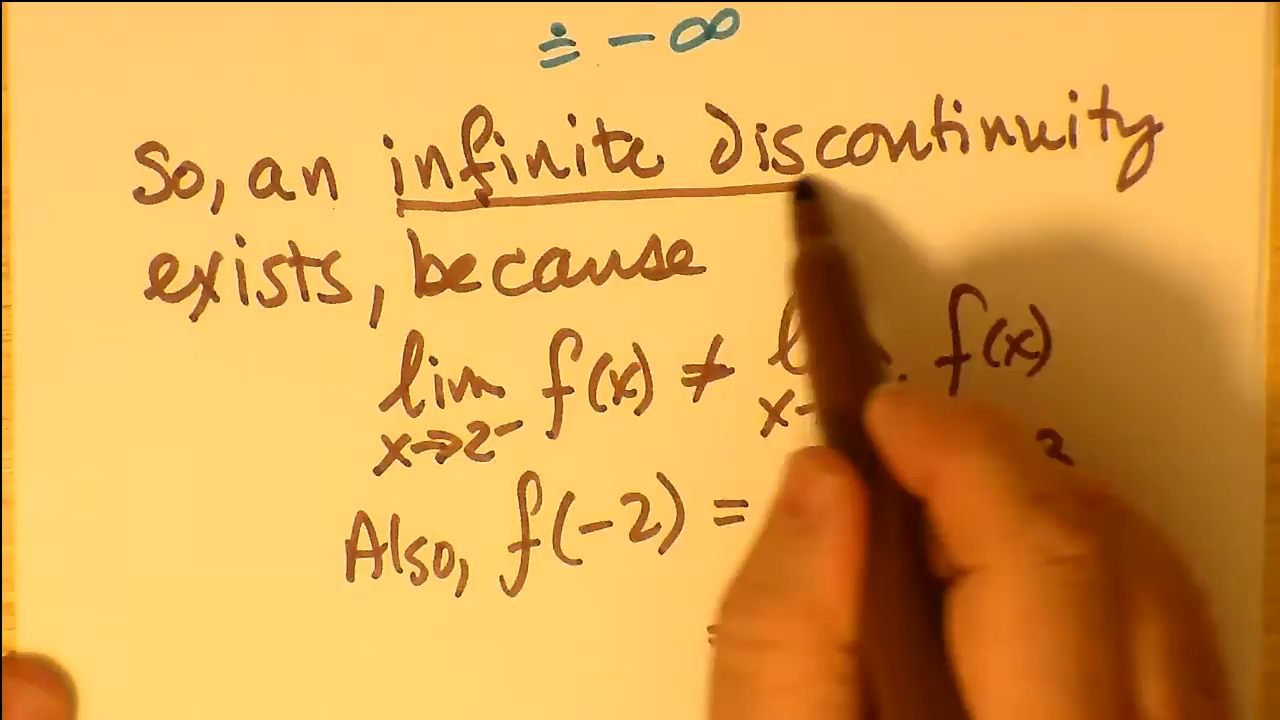 ≐ - ∞
So, an infinite discontinuity
exists, because
lim f(x) ≠ f(x)
x→2⁻ x→
Also, f(-2) =